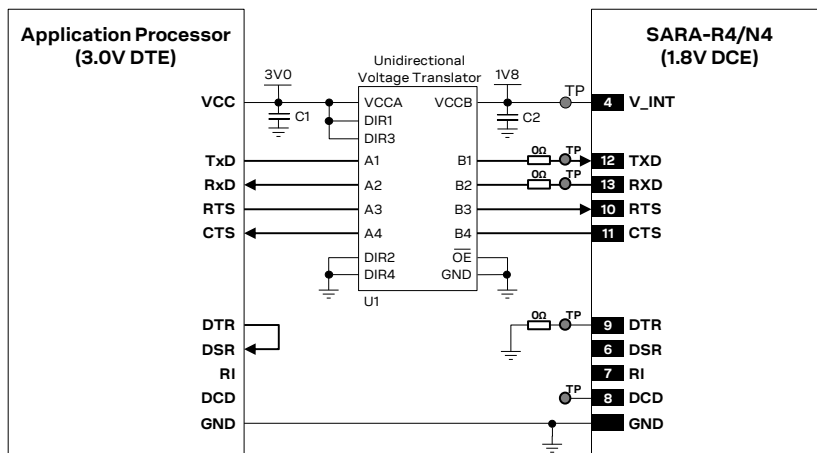 Application Processor
(3.0V DTE)
SARA-R4/N4
(1.8V DCE)
Unidirectional
Voltage Translator
3V0
1V8
TP
VCC
C1
VCCA
VCCB
C2
4
V_INT
DIR1
DIR3
TxD
A1
B1
0Ω
TP
12
TXD
RxD
A2
B2
0Ω
TP
13
RXD
RTS
A3
B3
10
RTS
CTS
A4
B4
11
CTS
DIR2
OE
DIR4
GND
U1
DTR
0Ω
TP
9
DTR
DSR
6
DSR
RI
7
RI
DCD
TP
8
DCD
GND
GND